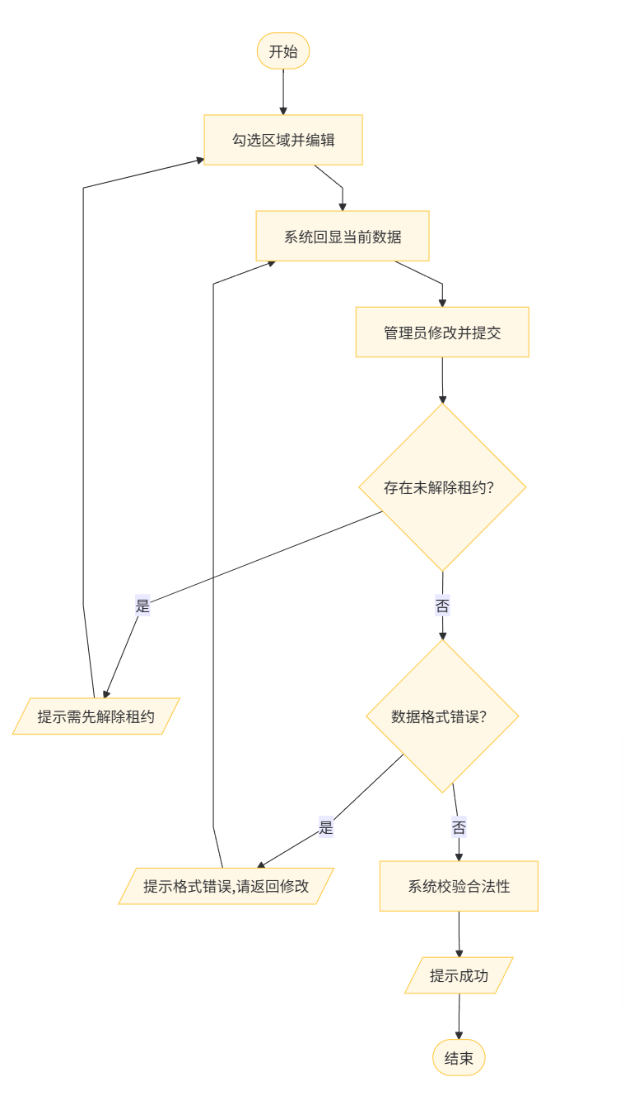 开始
勾选区域并编辑
系统回显当前数据
管理员修改并提交
存在未解除租约?
是
否
提示需先解除租约
数据格式错误?
是
否
提示格式错误,请返回修改
系统校验合法性
提示成功
结束